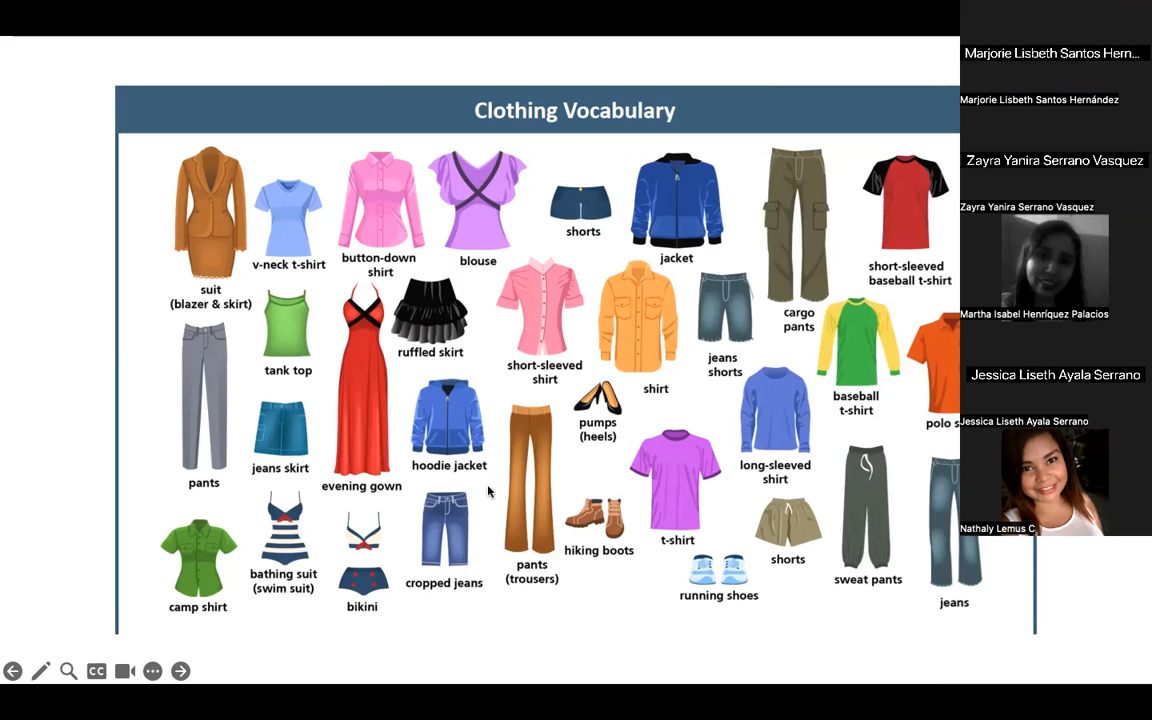 Clothing Vocabulary
suit
(blazer & skirt)
v-neck t-shirt
button-down
shirt
blouse
shorts
jacket
cargo
pants
short-sleeved
baseball t-shirt
pants
tank top
jeans skirt
evening gown
ruffled skirt
hoodie jacket
short-sleeved
shirt
shirt
pumps
(heels)
jeans
shorts
baseball
t-shirt
polo s
camp shirt
bathing suit
(swim suit)
bikini
cropped jeans
pants
(trousers)
hiking boots
t-shirt
running shoes
long-sleeved
shirt
shorts
sweat pants
jeans
CC
Marjorie Lisbeth Santos Hern...
Marjorie Lisbeth Santos Hernández
Zayra Yanira Serrano Vasquez
Zayra Yanira Serrano Vasquez
Martha Isabel Henríquez Palacios
Jessica Liseth Ayala Serrano
Jessica Liseth Ayala Serrano
Nathaly Lemus C